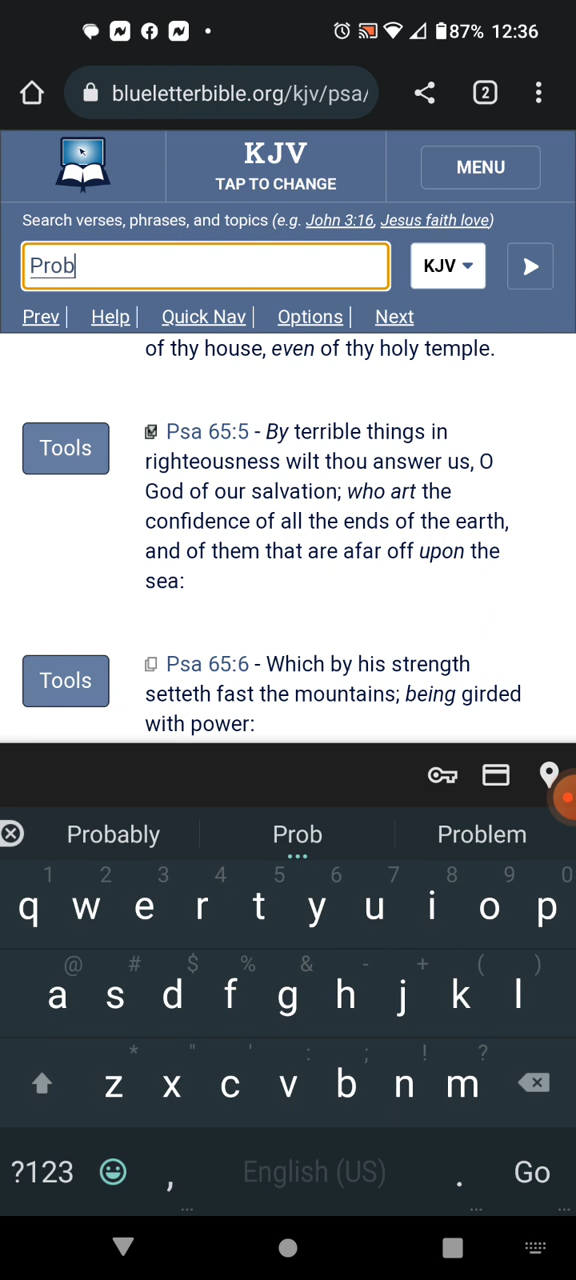 87% 12:36
blueletterbible.org/kjv/psa/
2
KJV
TAP TO CHANGE
MENU
Search verses, phrases, and topics (e.g. John 3:16, Jesus faith love)
Prob
KJV
Prev | Help | Quick Nav | Options | Next
of thy house, even of thy holy temple.
Tools
Psa 65:5 - By terrible things in
righteousness wilt thou answer us, O
God of our salvation; who art the
confidence of all the ends of the earth,
and of them that are afar off upon the
sea:
Tools
Psa 65:6 - Which by his strength
setteth fast the mountains; being girded
with power:
Probably Prob Problem
1 2 3 4 5 6 7 8 9 0
q w e r t y u i o p
@ # $ % & - + ( )
a s d f g h j k l
* " ' : ; ! ?
z x c v b n m
?123 , English (US) . Go